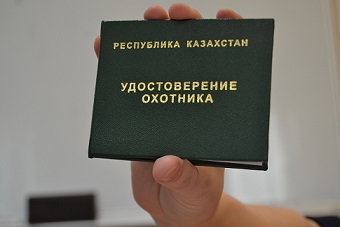 РЕСПУБЛИКА КАЗАХСТАН
УДОСТОВЕРЕНИЕ
ОХОТНИКА